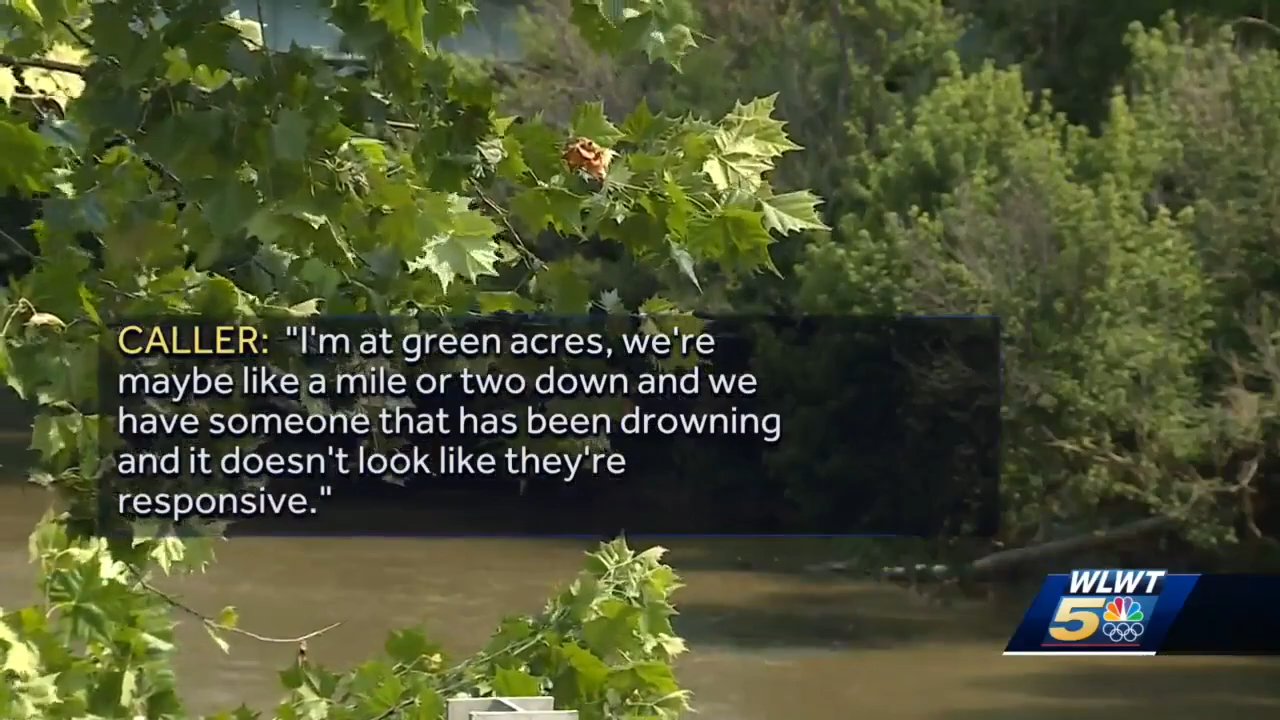 CALLER: "I'm at green acres, we're
maybe like a mile or two down and we
have someone that has been drowning
and it doesn't look like they're
responsive."
WLWT
5